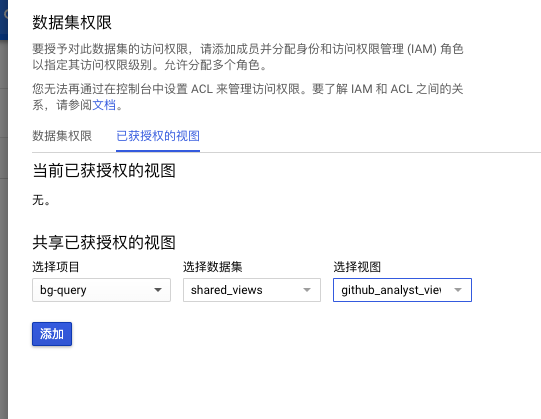 数据集权限
要授予对此数据集的访问权限，请添加成员并分配身份和访问权限管理 (IAM) 角色
以指定其访问权限级别。允许分配多个角色。
您无法再通过在控制台中设置 ACL 来管理访问权限。要了解 IAM 和 ACL 之间的关
系，请参阅文档。
数据集权限 已获授权的视图
当前已获授权的视图
无。
共享已获授权的视图
选择项目 选择数据集 选择视图
bg-query shared_views github_analyst_viev
添加